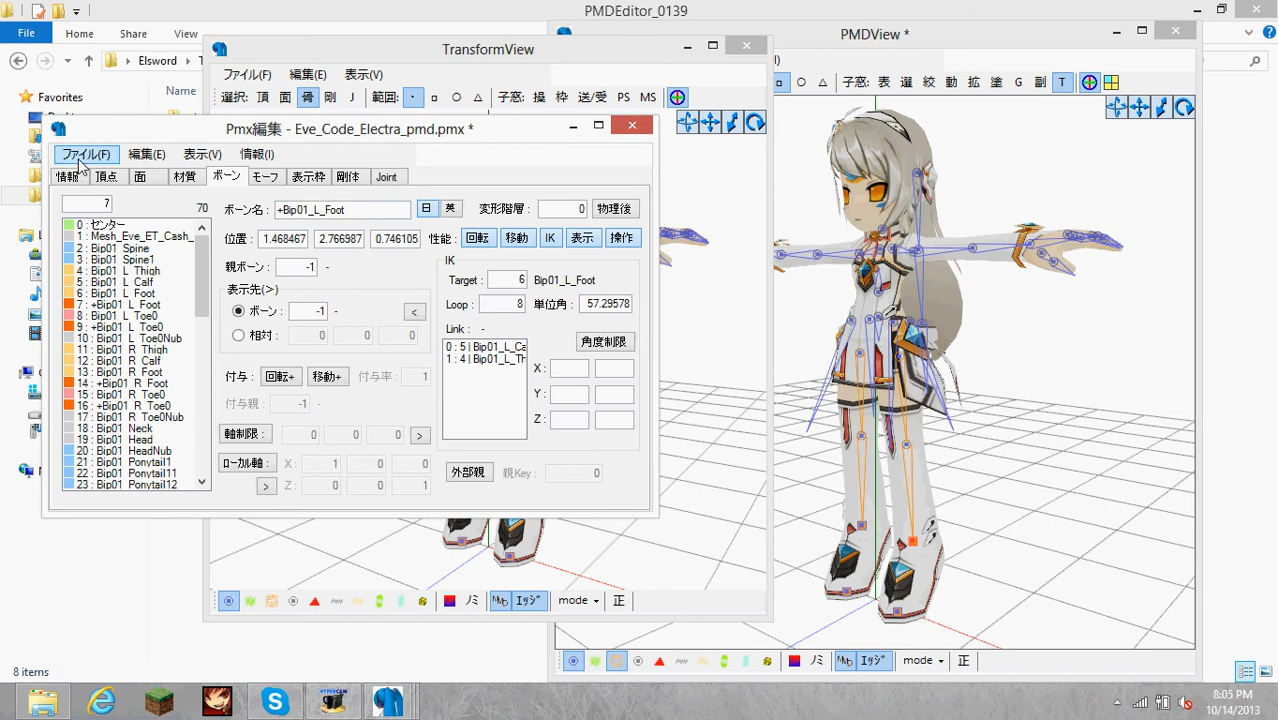 PMDEditor_0139
File Home Share View
Elsword
Favorites
Name
8 items
TransformView
ファイル(F) 編集(E) 表示(V)
選択: 頂 面 骨 剛 J 範囲: 子窓: 操 枠 送/受 PS MS
mode 正
PMDView *
子窓: 表 選 絞 動 拡 塗 G 副 T
mode 正
Pmx編集 - Eve_Code_Electra_pmd.pmx *
ファイル(F) 編集(E) 表示(V) 情報(I)
情報 頂点 面 材質 ボーン モーフ 表示枠 剛体 Joint
7 70
0 : センター
1 : Mesh_Eve_ET_Cash_
2 : Bip01 Spine
3 : Bip01 Spine1
4 : Bip01 L Thigh
5 : Bip01 L Calf
6 : Bip01 L Foot
7 : +Bip01_L_Foot
8 : Bip01 L Toe0
9 : +Bip01_L_Toe0
10 : Bip01 L Toe0Nub
11 : Bip01 R Thigh
12 : Bip01 R Calf
13 : Bip01 R Foot
14 : +Bip01 R Foot
15 : Bip01 R Toe0
16 : +Bip01 R Toe0
17 : Bip01 R Toe0Nub
18 : Bip01 Neck
19 : Bip01 Head
20 : Bip01 HeadNub
21 : Bip01 Ponytail1
22 : Bip01 Ponytail11
23 : Bip01 Ponytail12
ボーン名 : +Bip01_L_Foot 日 英 変形階層 : 0 物理後
位置 : 1.468467 2.766987 0.746105 性能 : 回転 移動 IK 表示 操作
親ボーン : -1 -
表示先(>)
ボーン : -1 - <
相対 : 0 0 0
付与 : 回転+ 移動+ 付与率 : 1
付与親 : -1 -
軸制限 : 0 0 0 >
ローカル軸 : X : 1 0 0
> Z : 0 0 1
IK
Target : 6 Bip01_L_Foot
Loop : 8 単位角 : 57.29578
Link : -
0 : 5 | Bip01_L_Ca
1 : 4 | Bip01_L_Th
角度制限
X :
Y :
Z :
外部親 親Key : 0
8:05 PM
10/14/2013